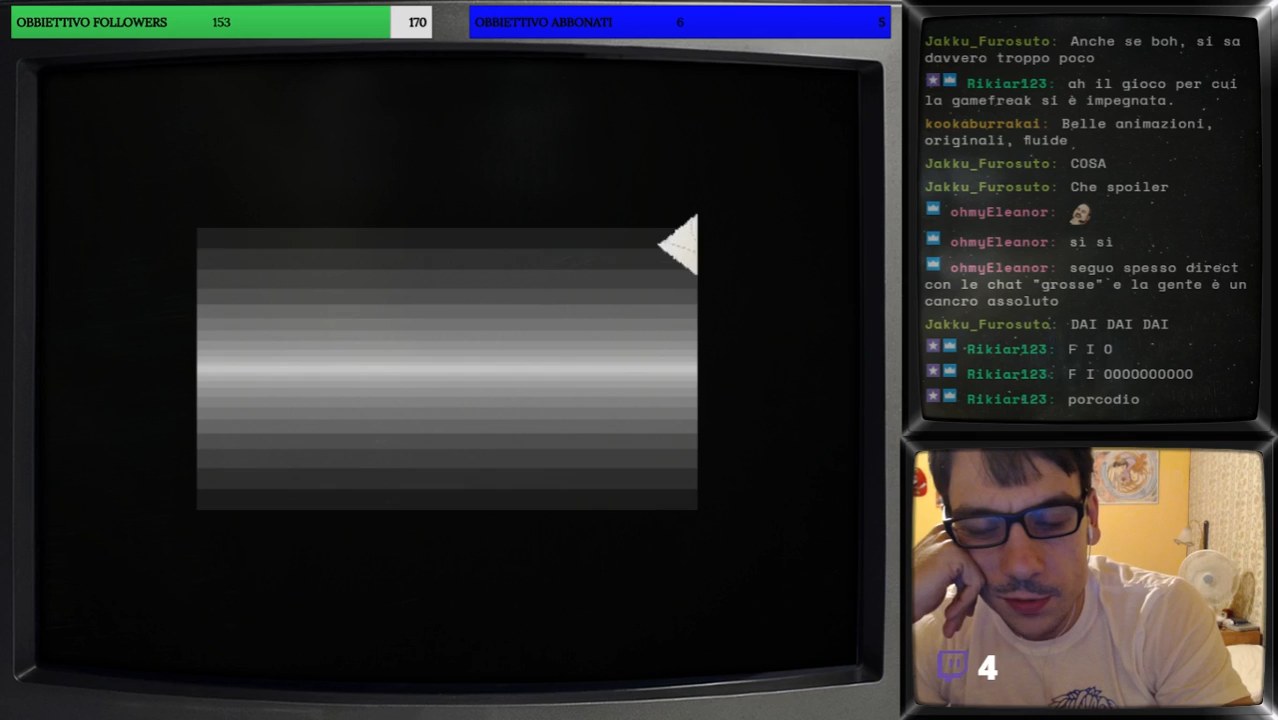 OBBIETTIVO FOLLOWERS 153 170
OBBIETTIVO ABBONATI 6 5
Jakku_Furosuto: Anche se boh, si sa
davvero troppo poco
Rikiar123: ah il gioco per cui
la gamefreak si è impegnata.
kookaburrakai: Belle animazioni,
originali, fluide
Jakku_Furosuto: COSA
Jakku_Furosuto: Che spoiler
ohmyEleanor:
ohmyEleanor: sì sì
ohmyEleanor: seguo spesso direct
con le chat "grosse" e la gente è un
cancro assoluto
Jakku_Furosuto: DAI DAI DAI
Rikiar123: F I O
Rikiar123: F I OOOOOOOOOO
Rikiar123: porcodio
4